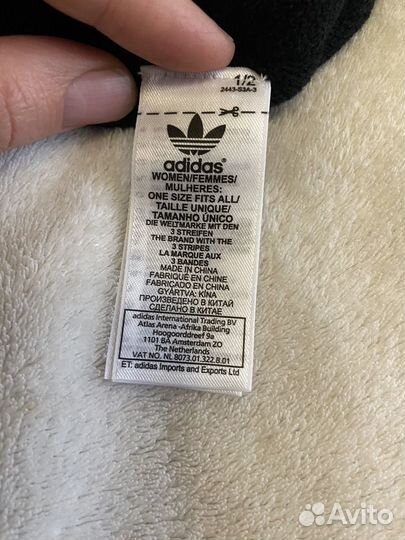 1/2
2443-S3A-3
adidas®
WOMEN/FEMMES/
MULHERES:
ONE SIZE FITS ALL/
TAILLE UNIQUE/
TAMANHO ÚNICO
DIE WELTMARKE MIT DEN
3 STREIFEN
THE BRAND WITH THE
3 STRIPES
LA MARQUE AUX
3 BANDES
MADE IN CHINA
FABRIQUÉ EN CHINE
FABRICADO EN CHINA
GYÁRTVA: KÍNA
ПРОИЗВЕДЕНО В КИТАЙ
СДЕЛАНО В КИТАЕ
adidas International Trading BV
Atlas Arena -Afrika Building
Hoogoorddreef 9a
1101 BA Amsterdam ZO
The Netherlands
VAT NO. NL 8073.01.322.B.01
ET: adidas Imports and Exports Ltd
Avito